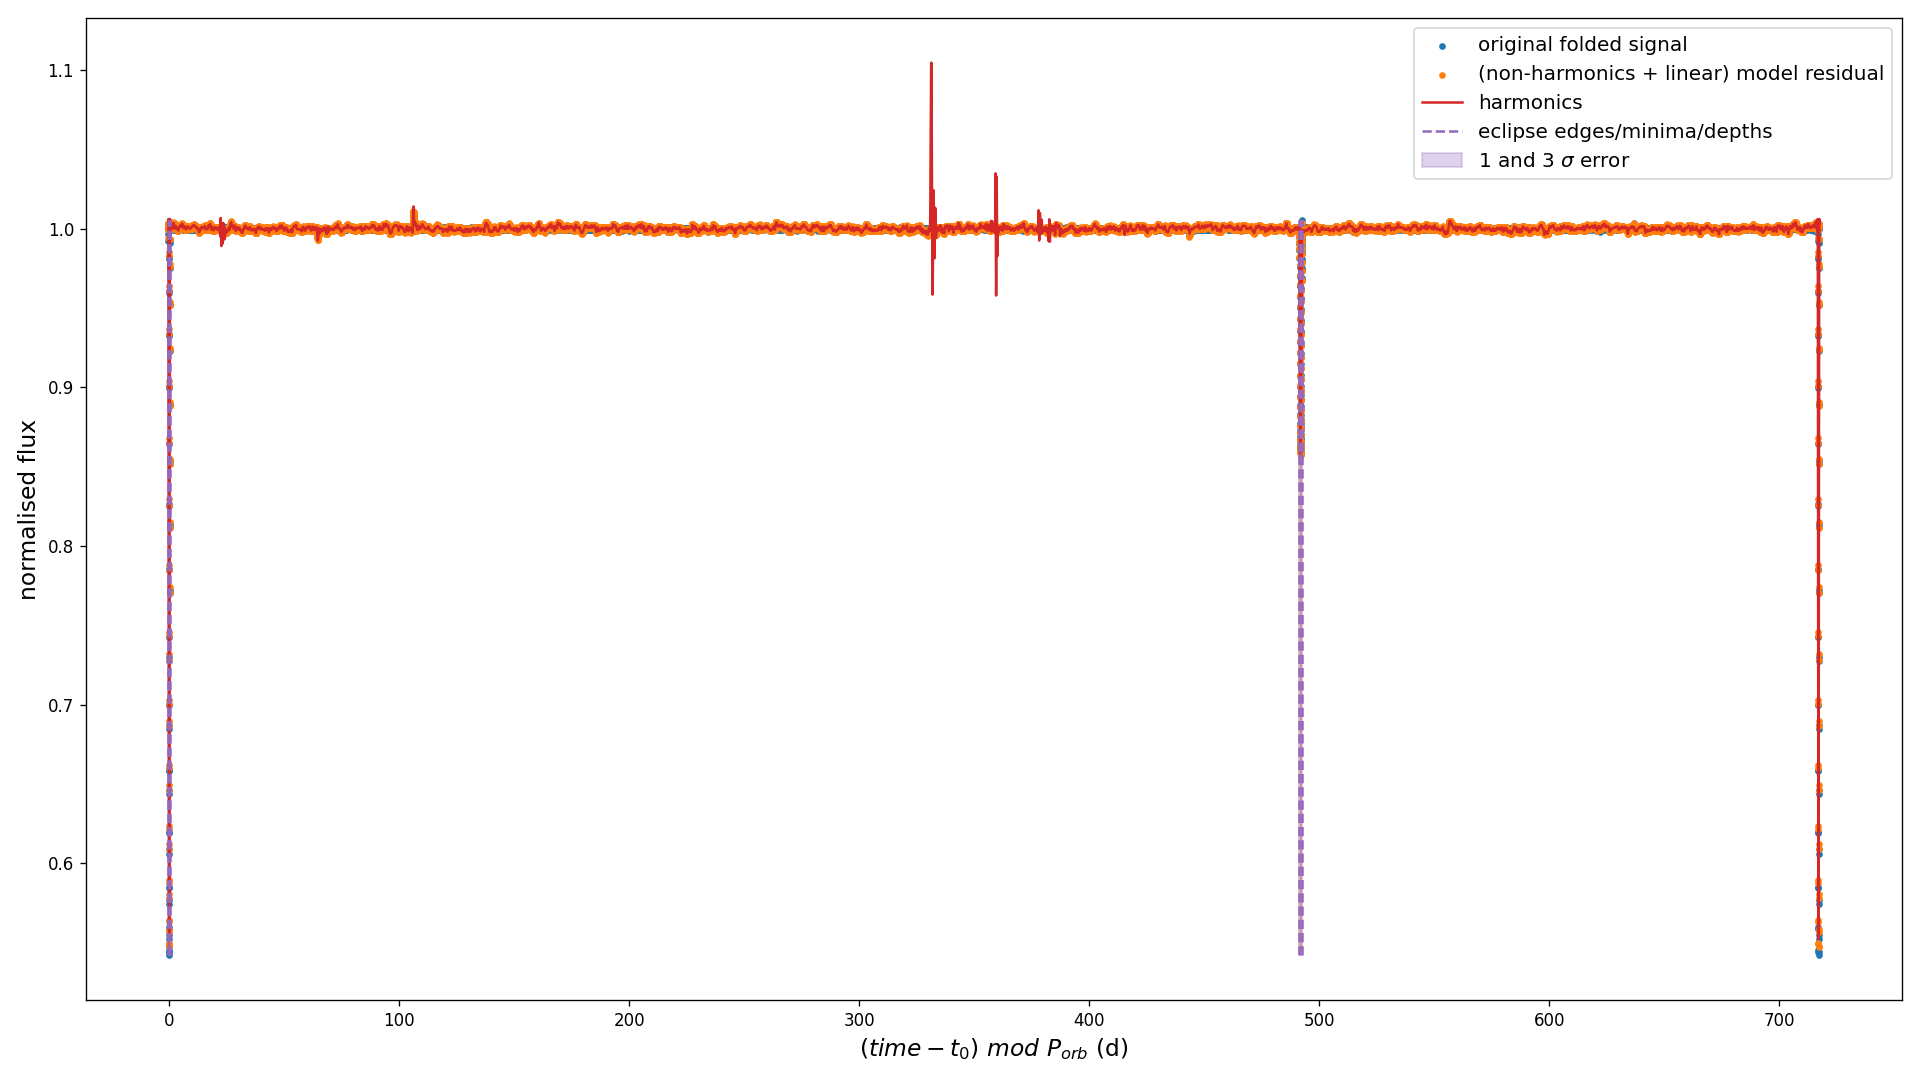 original folded signal
(non-harmonics + linear) model residual
harmonics
eclipse edges/minima/depths
1 and 3 σ error
1.1
1.0
0.9
0.8
0.7
0.6
normalised flux
0 100 200 300 400 500 600 700
(time − t₀) mod Pₒᵣᵦ (d)